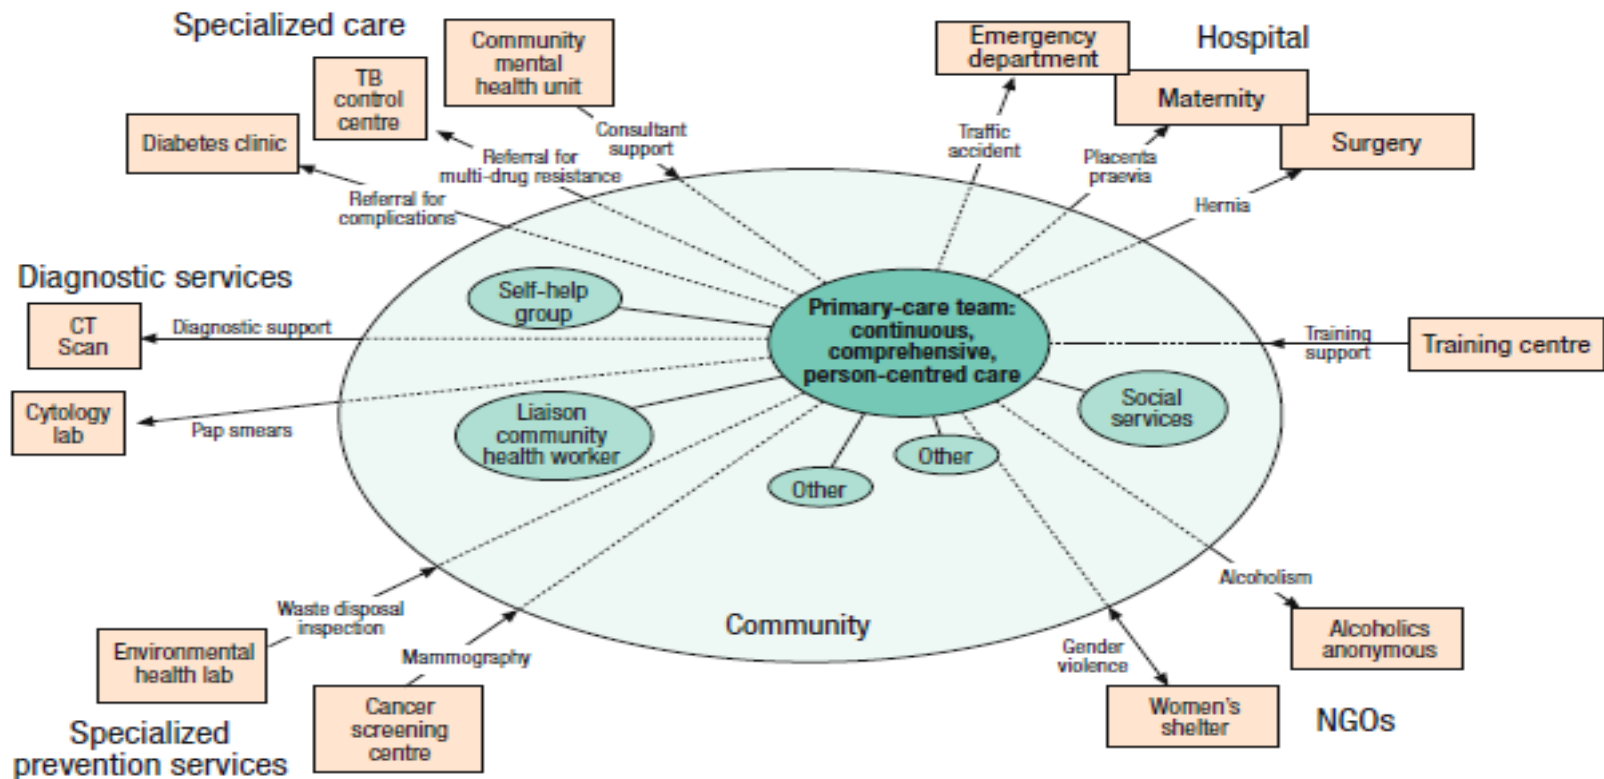 Specialized care
Community
mental
health unit
TB
control
centre
Diabetes clinic
Consultant
support
Referral for
multi-drug resistance
Referral for
complications
Emergency
department
Hospital
Maternity
Surgery
Traffic
accident
Placenta
praevia
Hernia
Diagnostic services
CT
Scan
Diagnostic support
Cytology
lab
Pap smears
Self-help
group
Primary-care team:
continuous,
comprehensive,
person-centred care
Training
support
Training centre
Liaison
community
health worker
Social
services
Other
Other
Community
Waste disposal
inspection
Environmental
health lab
Mammography
Cancer
screening
centre
Specialized
prevention services
Gender
violence
Women's
shelter
Alcoholism
Alcoholics
anonymous
NGOs